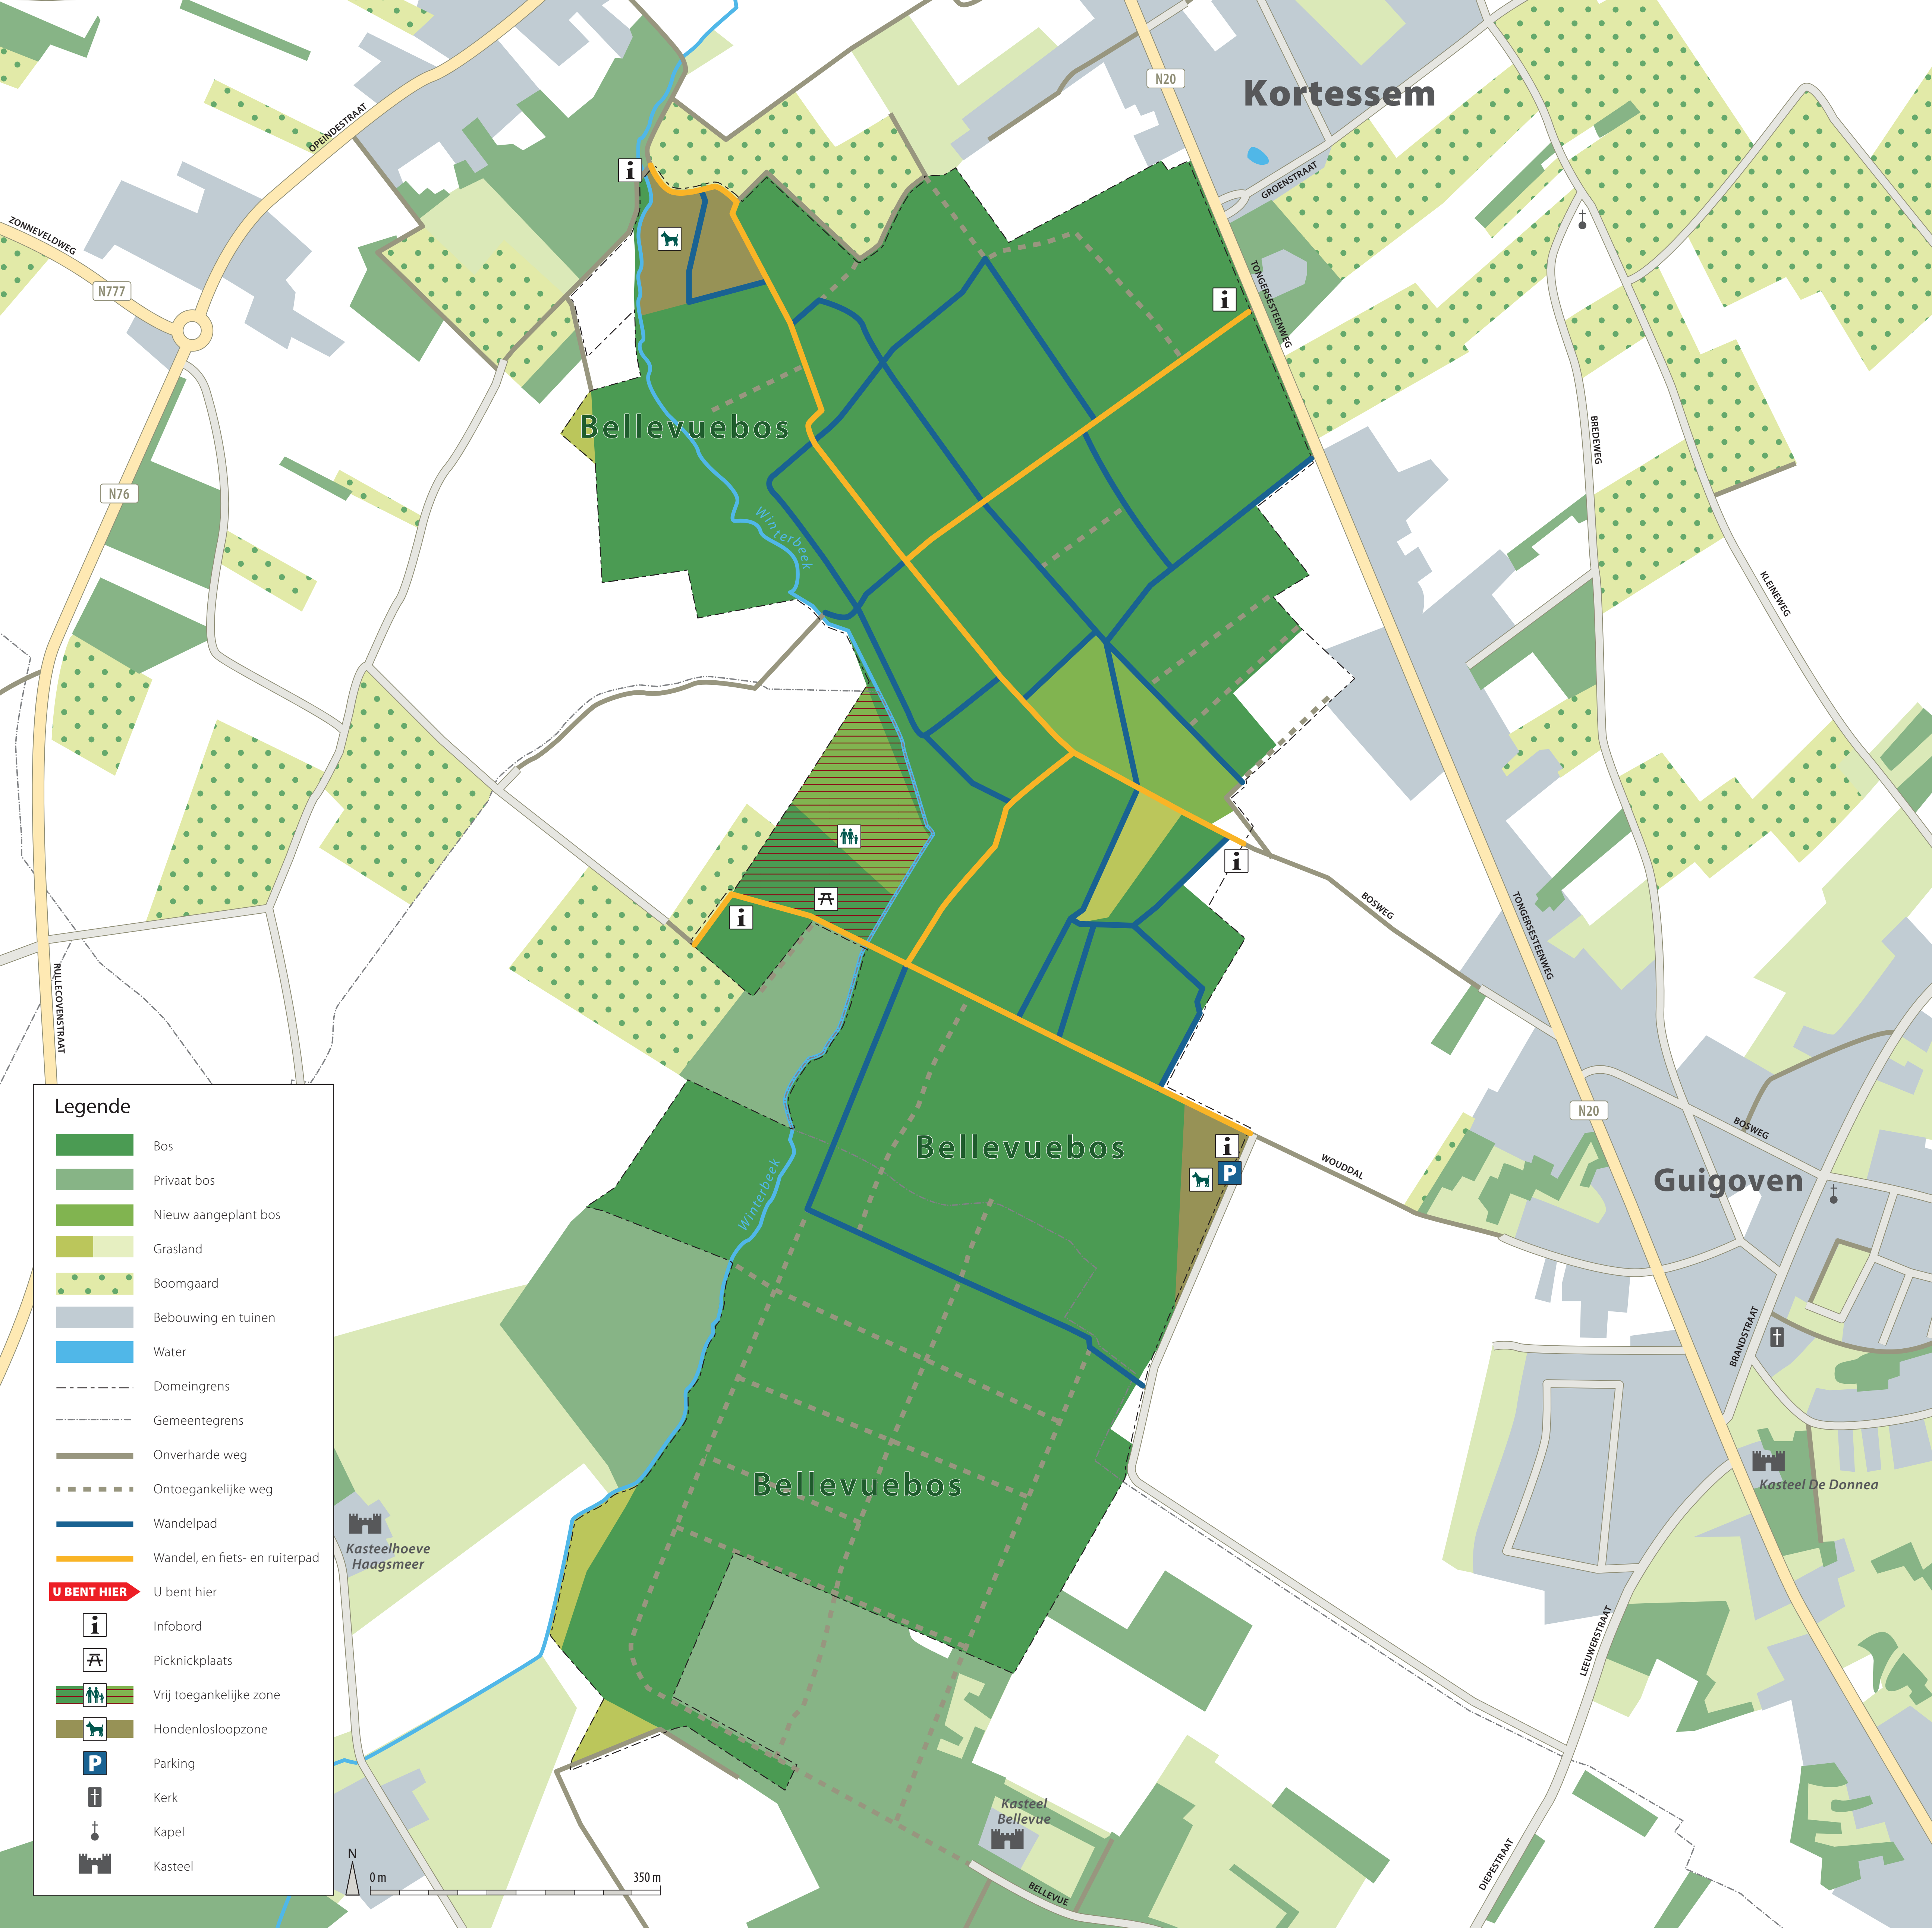 Kortessem
N20
OPEINDESTRAAT
GROENSTRAAT
ZONNEVELDWEG
N777
i
i
TONGERSESTEENWEG
Bellevuebos
BREDEWEG
N76
Winterbeek
KLEINEWEG
i
i
BOSWEG
TONGERSESTEENWEG
RULLECOVENSTRAAT
N20
BOSWEG
Bellevuebos
i
P
WOUDDAL
Guigoven
Winterbeek
BRANDSTRAAT
Bellevuebos
Kasteel De Donnea
Kasteelhoeve
Haagsmeer
LEEUWERSTRAAT
Kasteel
Bellevue
DIEPESTRAAT
BELLEVUE
Legende
Bos
Privaat bos
Nieuw aangeplant bos
Grasland
Boomgaard
Bebouwing en tuinen
Water
Domeingrens
Gemeentegrens
Onverharde weg
Ontoegankelijke weg
Wandelpad
Wandel, en fiets- en ruiterpad
U BENT HIER U bent hier
i Infobord
Picknickplaats
Vrij toegankelijke zone
Hondenlosloopzone
P Parking
Kerk
Kapel
Kasteel
N
0 m 350 m